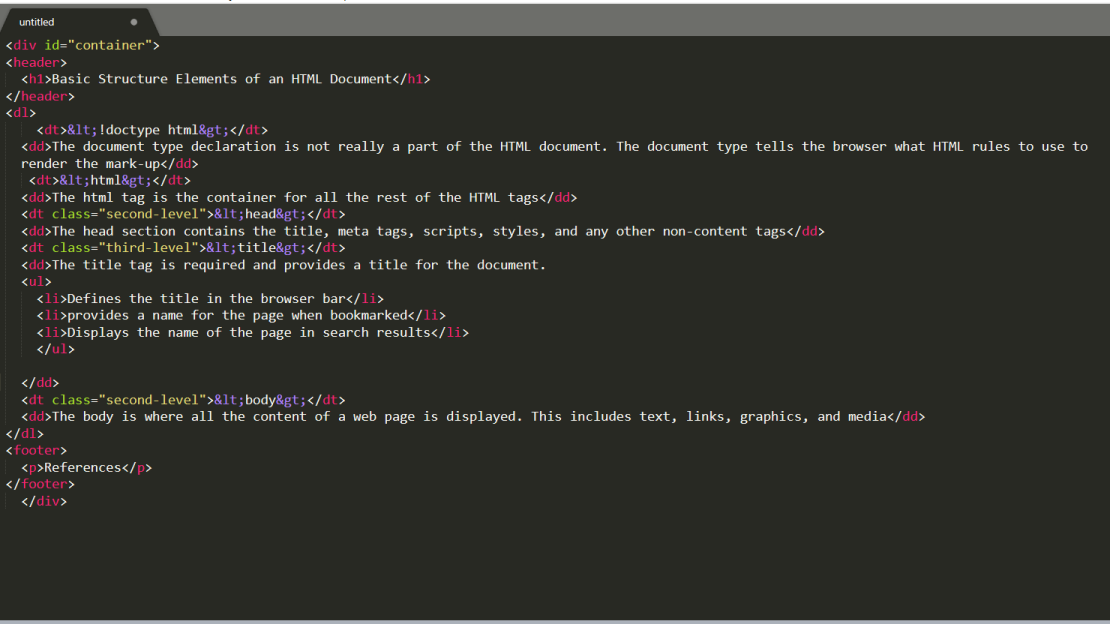 untitled
<div id="container">
<header>
<h1>Basic Structure Elements of an HTML Document</h1>
</header>
<dl>
<dt>&lt;!doctype html&gt;</dt>
<dd>The document type declaration is not really a part of the HTML document. The document type tells the browser what HTML rules to use to
render the mark-up</dd>
<dt>&lt;html&gt;</dt>
<dd>The html tag is the container for all the rest of the HTML tags</dd>
<dt class="second-level">&lt;head&gt;</dt>
<dd>The head section contains the title, meta tags, scripts, styles, and any other non-content tags</dd>
<dt class="third-level">&lt;title&gt;</dt>
<dd>The title tag is required and provides a title for the document.
<ul>
<li>Defines the title in the browser bar</li>
<li>provides a name for the page when bookmarked</li>
<li>Displays the name of the page in search results</li>
</ul>
</dd>
<dt class="second-level">&lt;body&gt;</dt>
<dd>The body is where all the content of a web page is displayed. This includes text, links, graphics, and media</dd>
</dl>
<footer>
<p>References</p>
</footer>
</div>